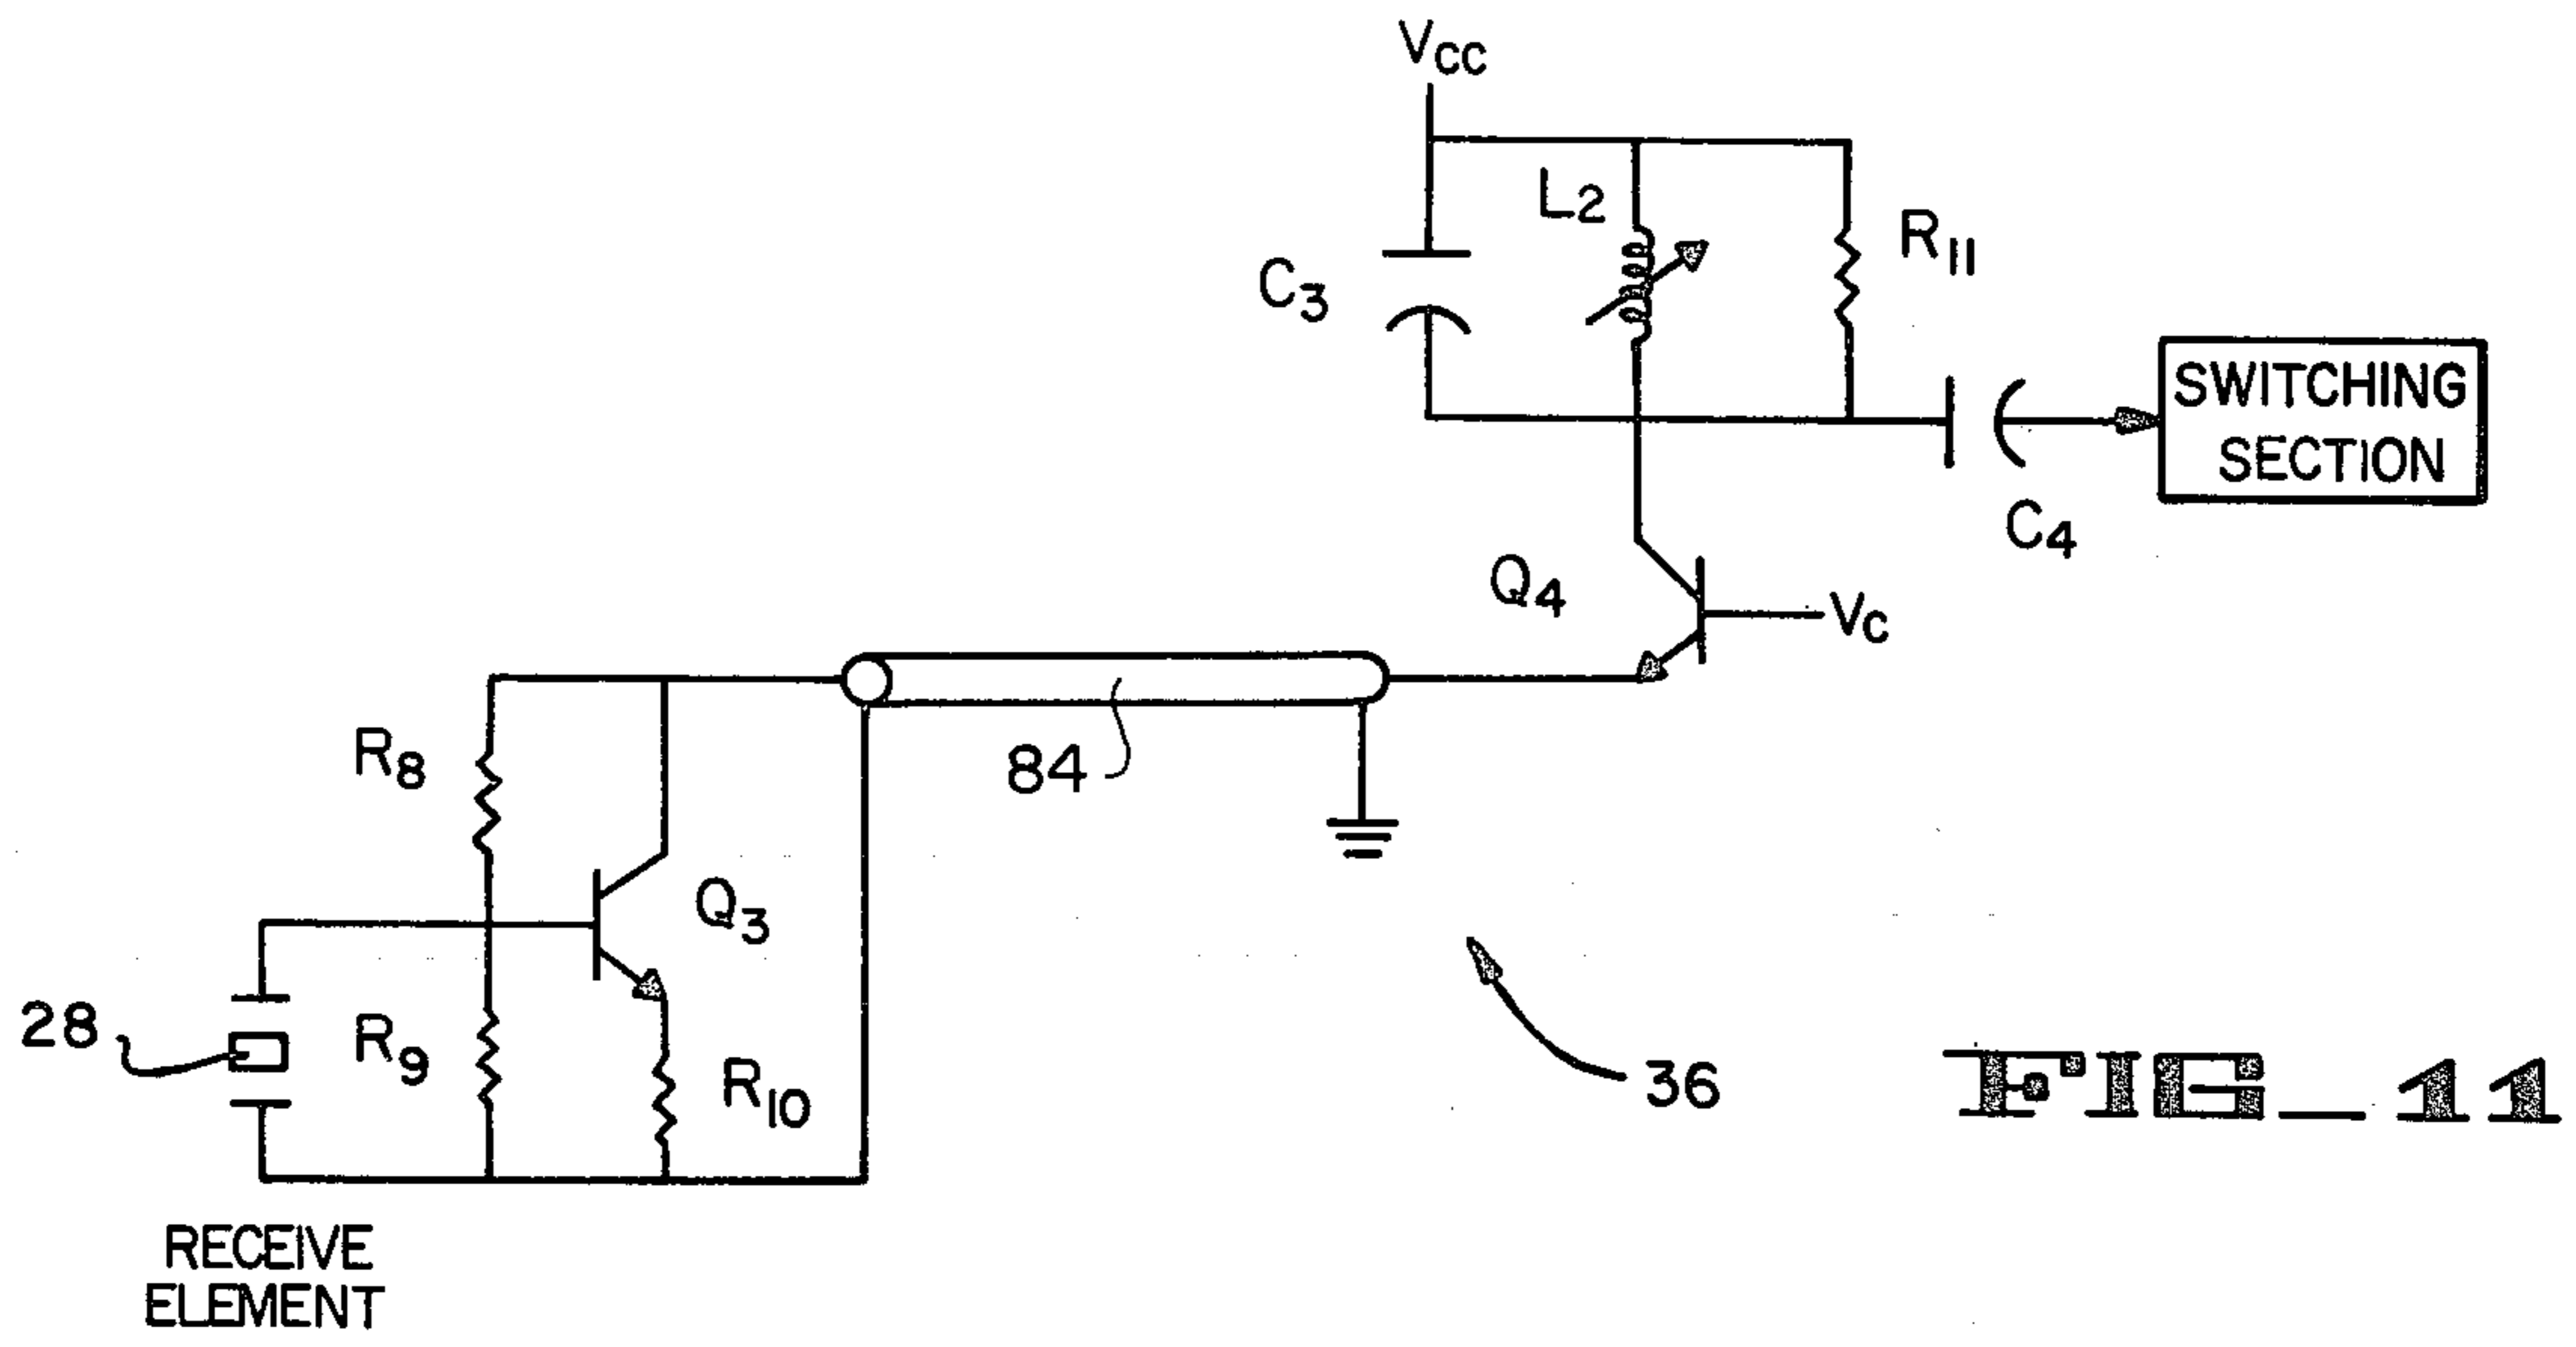 VCC
L2
R11
C3
SWITCHING
SECTION
C4
Q4
VC
R8
84
Q3
28
R9
R10
36
FIG_11
RECEIVE
ELEMENT